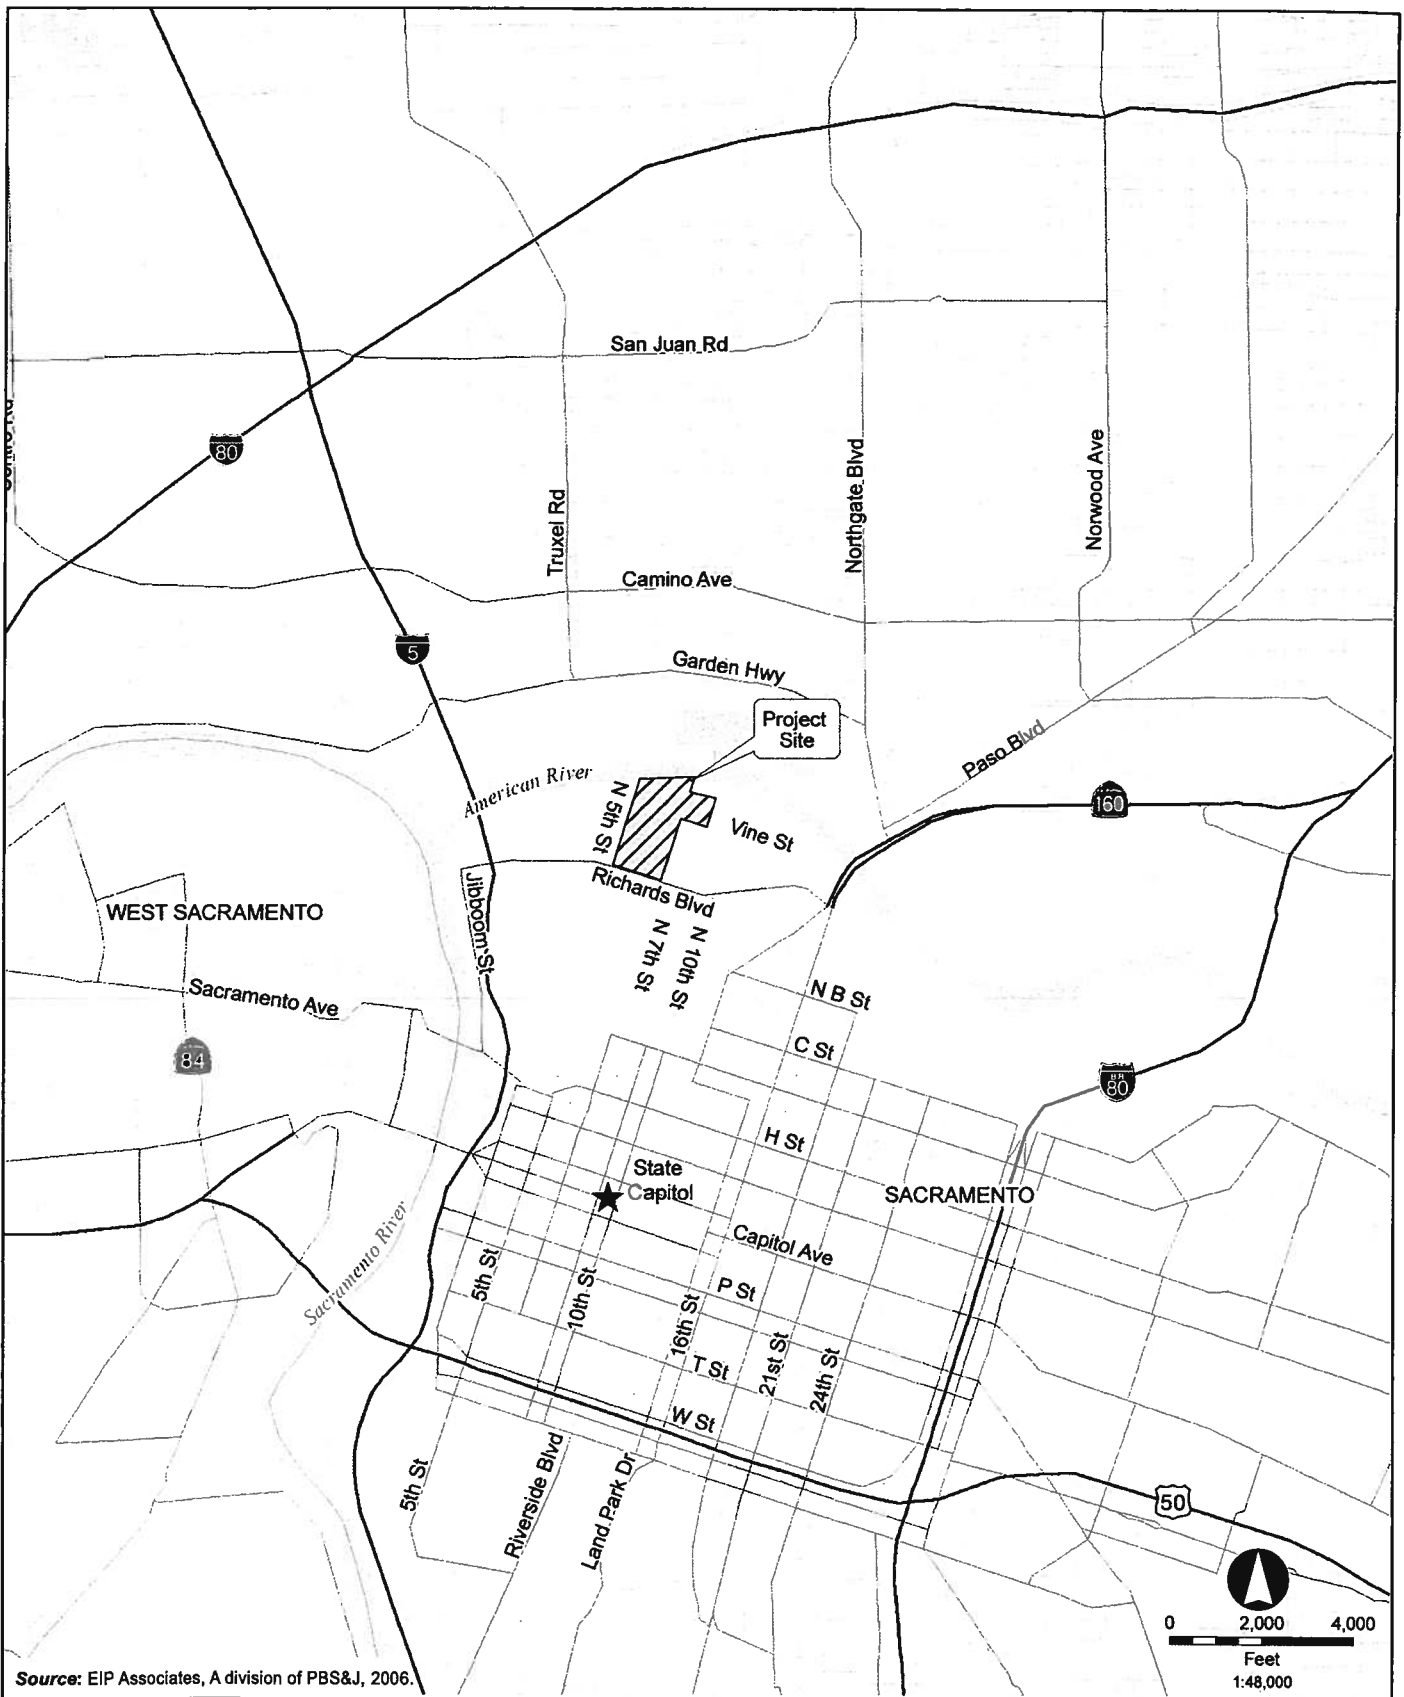 San Juan Rd
80
Truxel Rd
Northgate Blvd
Norwood Ave
Camino Ave
5
Garden Hwy
Project
Site
Paso Blvd
American River
N 5th St
Vine St
160
Richards Blvd
Jibboom St
WEST SACRAMENTO
N 7th St
N 10th St
Sacramento Ave
N B St
C St
84
BR
80
H St
State
Capitol
SACRAMENTO
Capitol Ave
Sacramento River
5th St
10th St
P St
16th St
21st St
24th St
T St
W St
5th St
Riverside Blvd
Land Park Dr
50
0 2,000 4,000
Feet
1:48,000
Source: EIP Associates, A division of PBS&J, 2006.